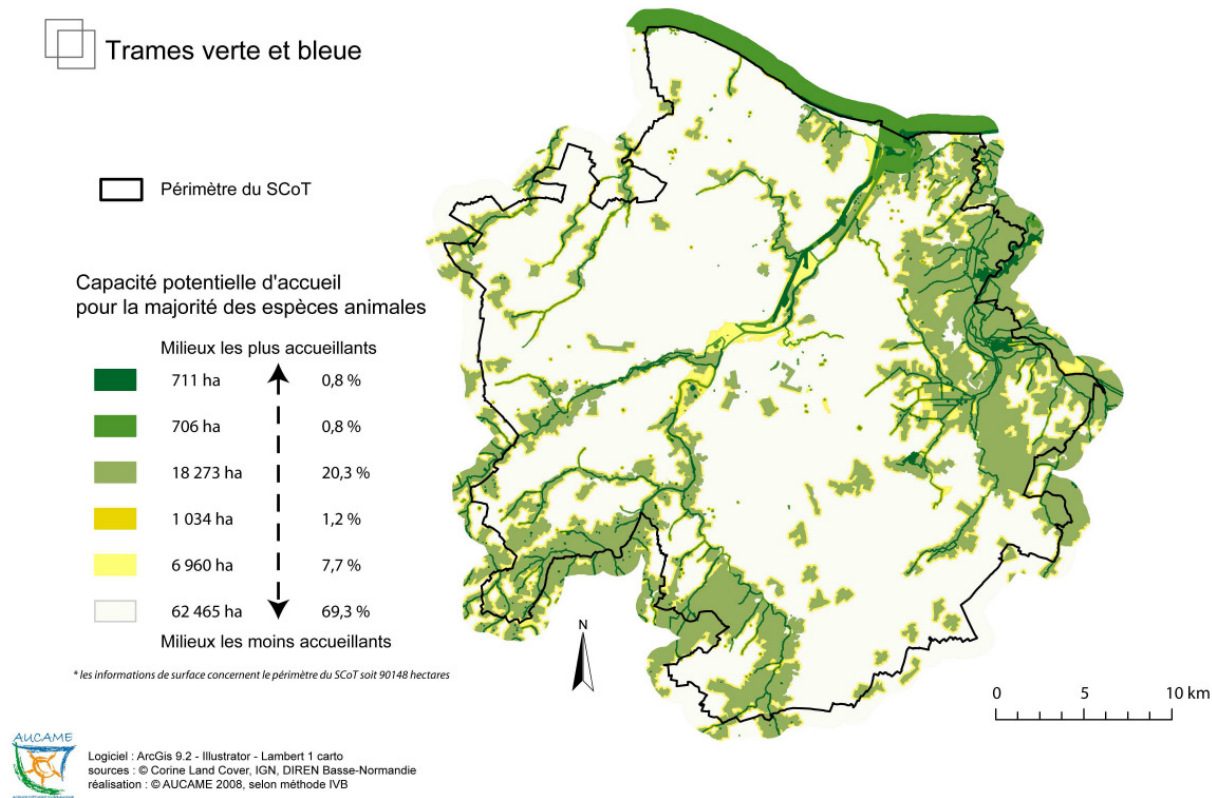 Trames verte et bleue
Périmètre du SCoT
Capacité potentielle d'accueil
pour la majorité des espèces animales
Milieux les plus accueillants
711 ha 0,8 %
706 ha 0,8 %
18 273 ha 20,3 %
1 034 ha 1,2 %
6 960 ha 7,7 %
62 465 ha 69,3 %
Milieux les moins accueillants
* les informations de surface concernent le périmètre du SCoT soit 90148 hectares
N
0 5 10 km
AUCAME
Logiciel : ArcGis 9.2 - Illustrator - Lambert 1 carto
sources : © Corine Land Cover, IGN, DIREN Basse-Normandie
réalisation : © AUCAME 2008, selon méthode IVB